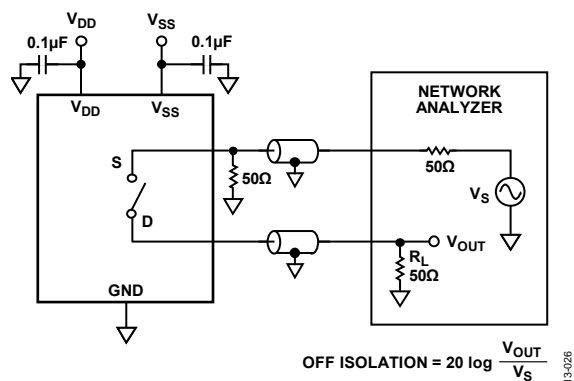 VDD
VSS
0.1µF
0.1µF
VDD
VSS
NETWORK
ANALYZER
S
50Ω
50Ω
VS
D
VOUT
RL
50Ω
GND
OFF ISOLATION = 20 log VOUT
VS
13-026